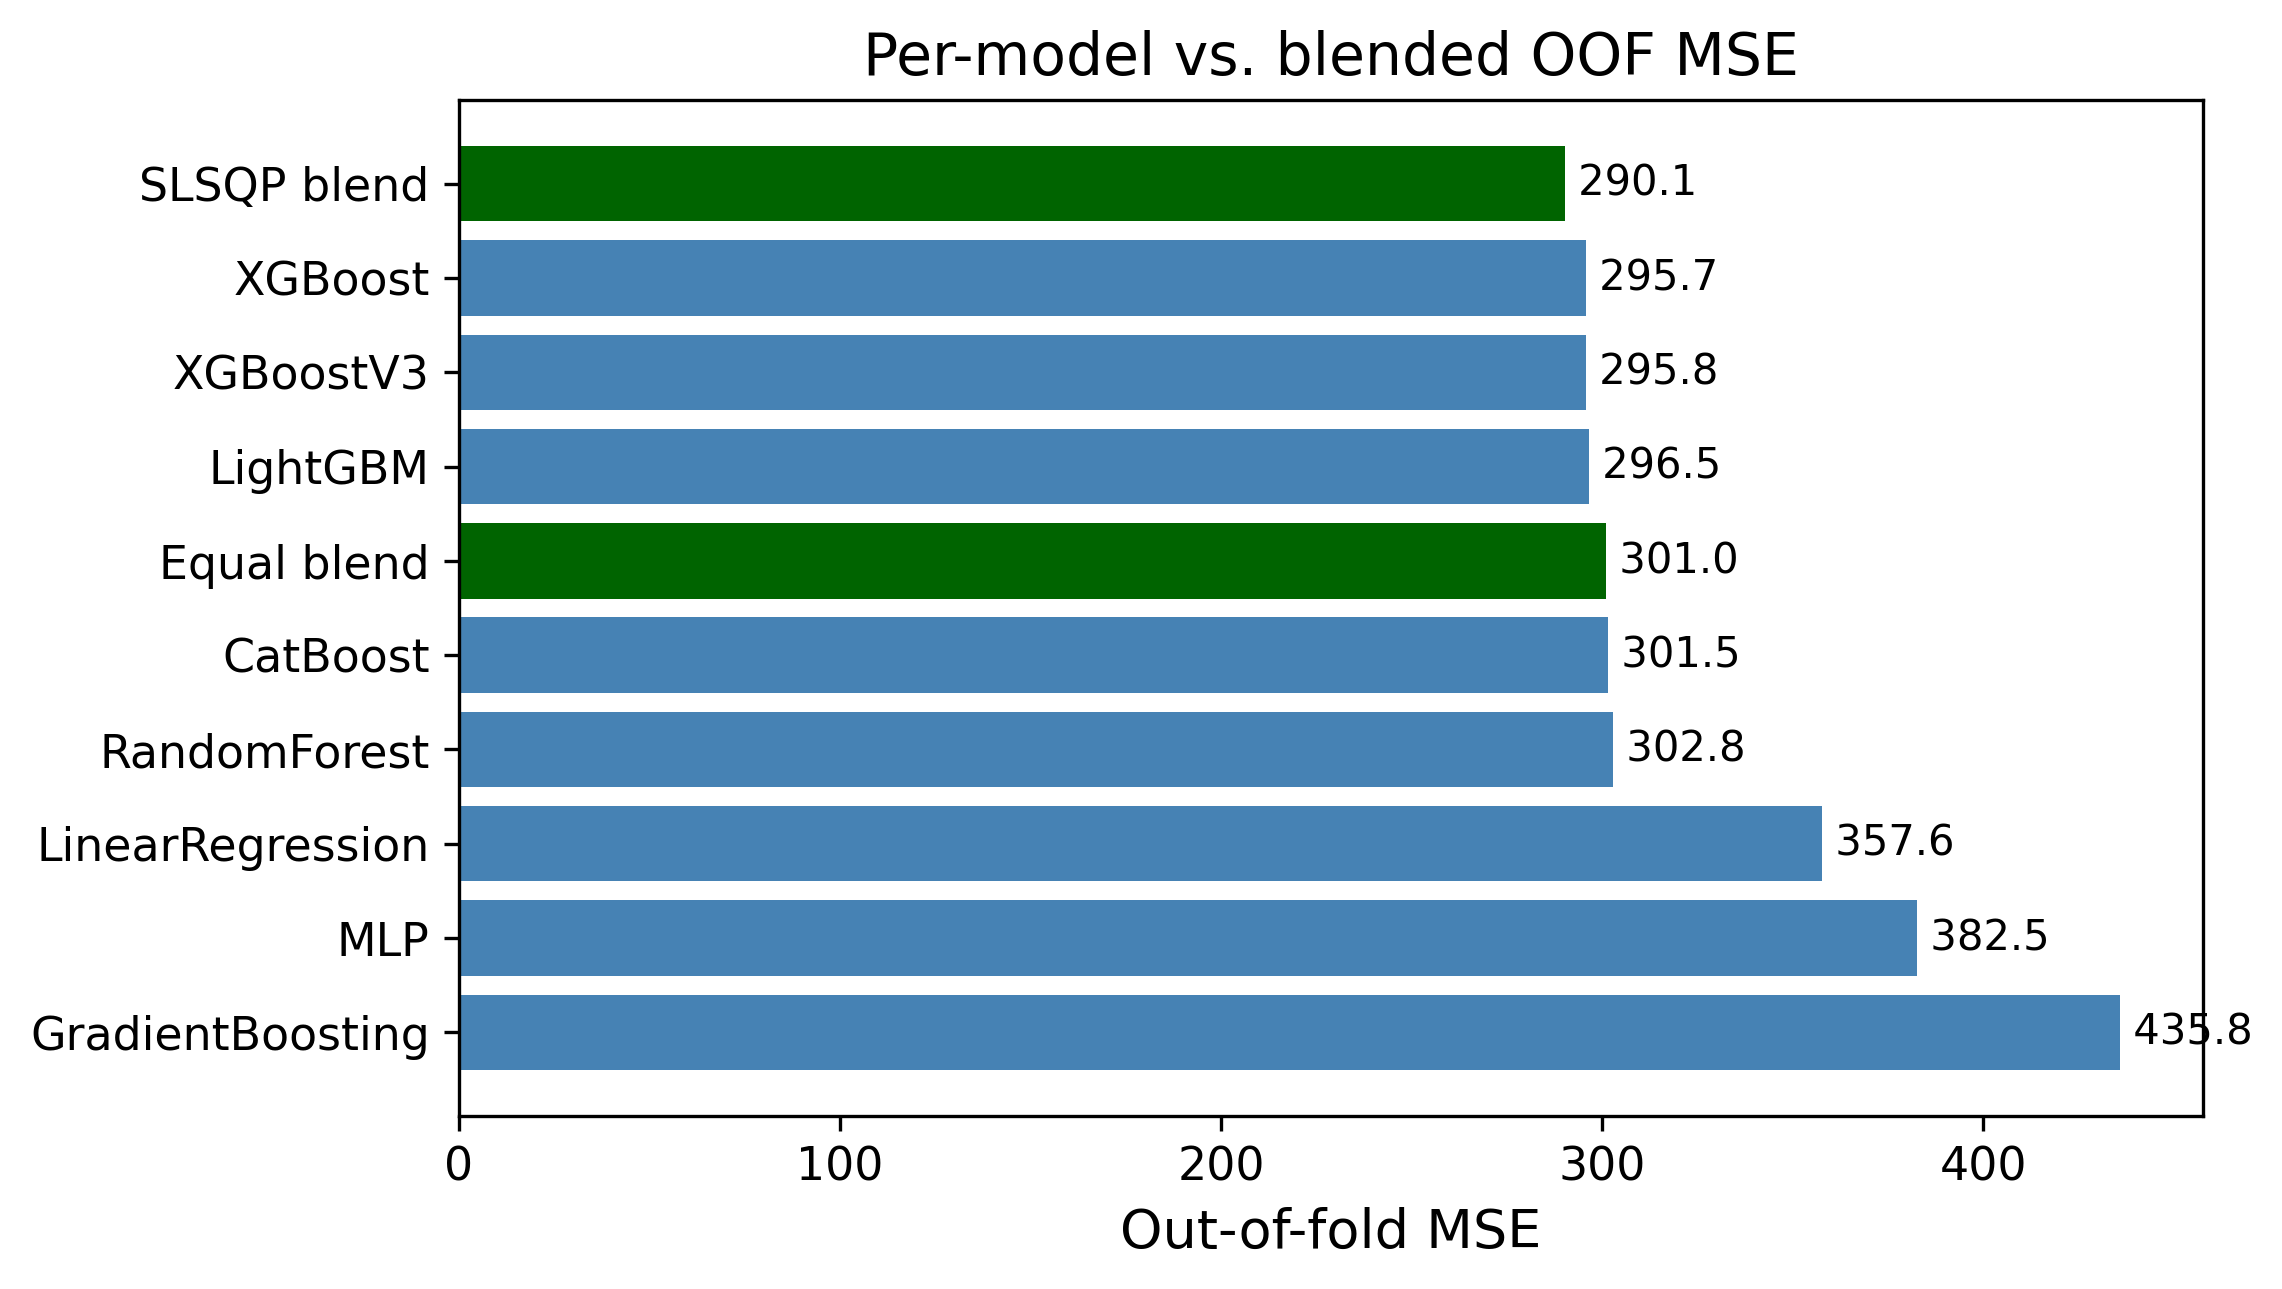 Per-model vs. blended OOF MSE
SLSQP blend 290.1
XGBoost 295.7
XGBoostV3 295.8
LightGBM 296.5
Equal blend 301.0
CatBoost 301.5
RandomForest 302.8
LinearRegression 357.6
MLP 382.5
GradientBoosting 435.8
0 100 200 300 400
Out-of-fold MSE